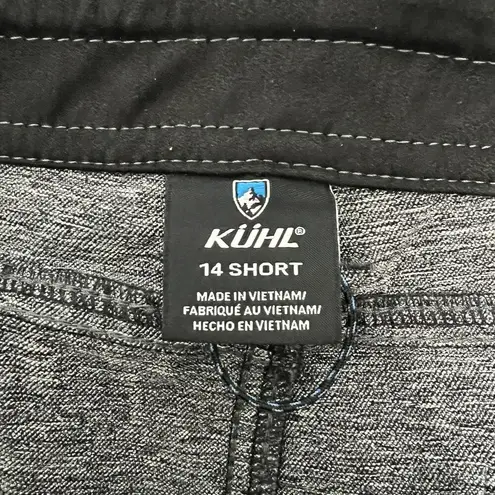 KÜHL®
14 SHORT
MADE IN VIETNAM/
FABRIQUÉ AU VIETNAM/
HECHO EN VIETNAM